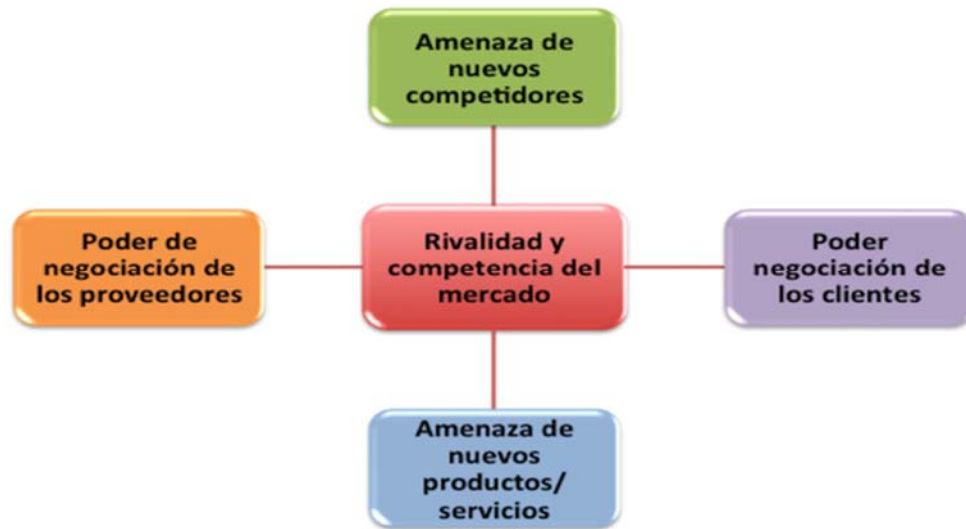 Amenaza de
nuevos
competidores
Poder de
negociación de
los proveedores
Rivalidad y
competencia del
mercado
Poder
negociación de
los clientes
Amenaza de
nuevos
productos/
servicios